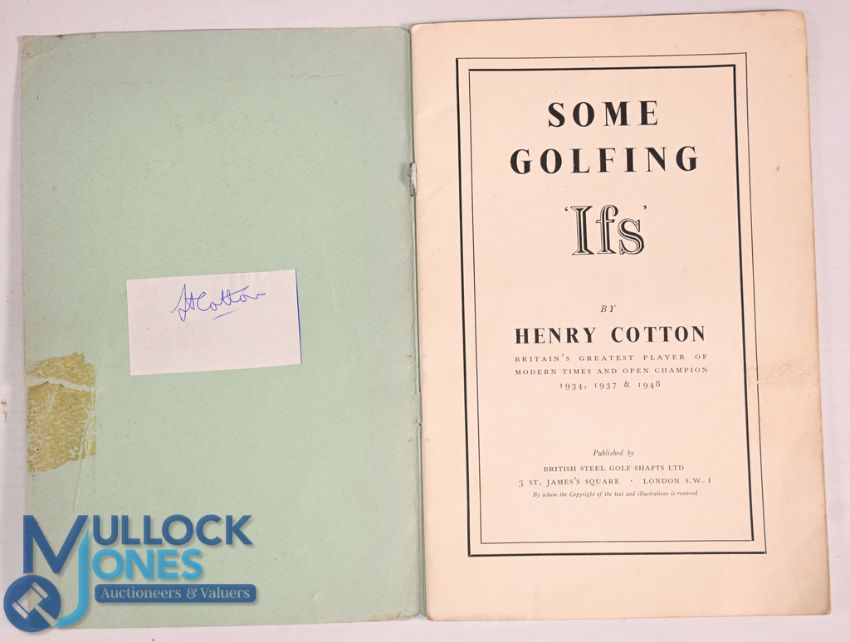 HCotton
MULLOCK
JONES
Auctioneers & Valuers
SOME
GOLFING
'Ifs'
BY
HENRY COTTON
BRITAIN'S GREATEST PLAYER OF
MODERN TIMES AND OPEN CHAMPION
1934, 1937 & 1948
Published by
BRITISH STEEL GOLF SHAFTS LTD
3 ST. JAMES'S SQUARE · LONDON S.W. 1
By whom the Copyright of the text and illustrations is reserved